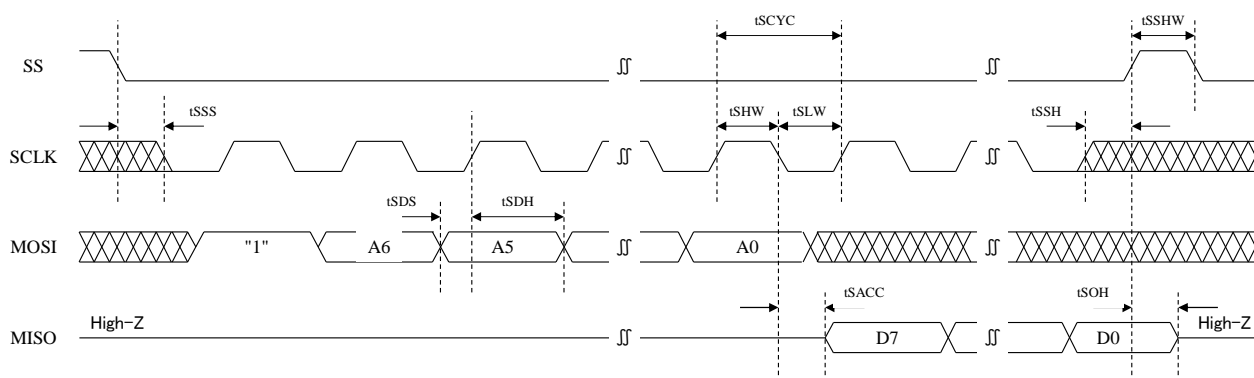 tSCYC
tSSHW
SS
tSSS
tSHW
tSLW
tSSH
SCLK
tSDS
tSDH
MOSI
"1"
A6
A5
A0
tSACC
tSOH
High-Z
High-Z
MISO
D7
D0